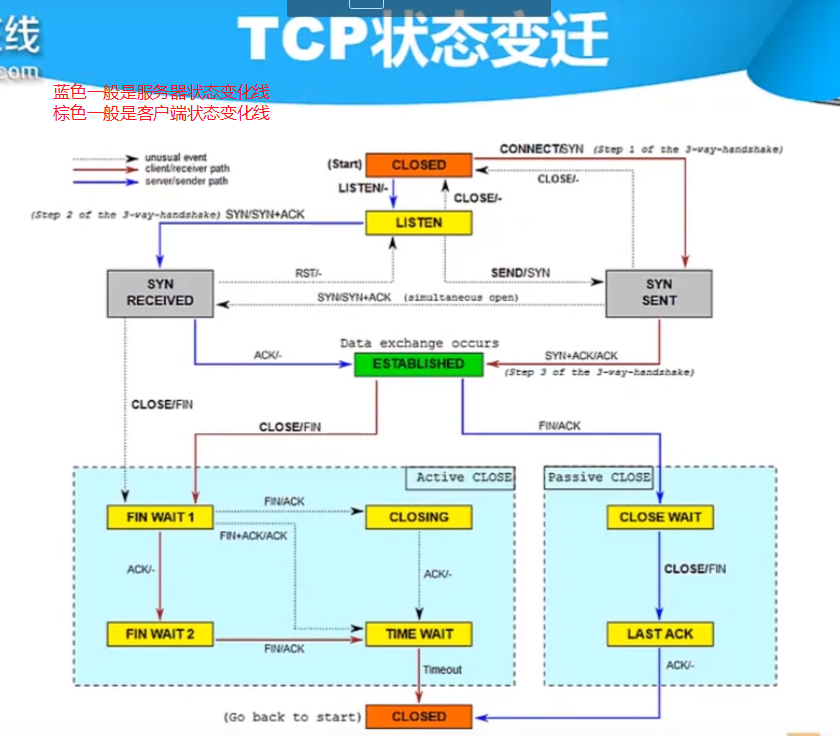 TCP状态变迁
线
com
蓝色一般是服务器状态变化线
棕色一般是客户端状态变化线
unusual event
client/receiver path
server/sender path
(Start) CLOSED
CONNECT/SYN (Step 1 of the 3-way-handshake)
CLOSE/-
LISTEN/-
CLOSE/-
(Step 2 of the 3-way-handshake) SYN/SYN+ACK
LISTEN
SYN
RECEIVED
RST/-
SEND/SYN
SYN
SENT
SYN/SYN+ACK (simultaneous open)
Data exchange occurs
ACK/-
ESTABLISHED
SYN+ACK/ACK
(Step 3 of the 3-way-handshake)
CLOSE/FIN
CLOSE/FIN
FIN/ACK
Active CLOSE
Passive CLOSE
FIN WAIT 1
FIN/ACK
CLOSING
CLOSE WAIT
FIN+ACK/ACK
ACK/-
ACK/-
CLOSE/FIN
FIN WAIT 2
FIN/ACK
TIME WAIT
LAST ACK
Timeout
ACK/-
(Go back to start) CLOSED